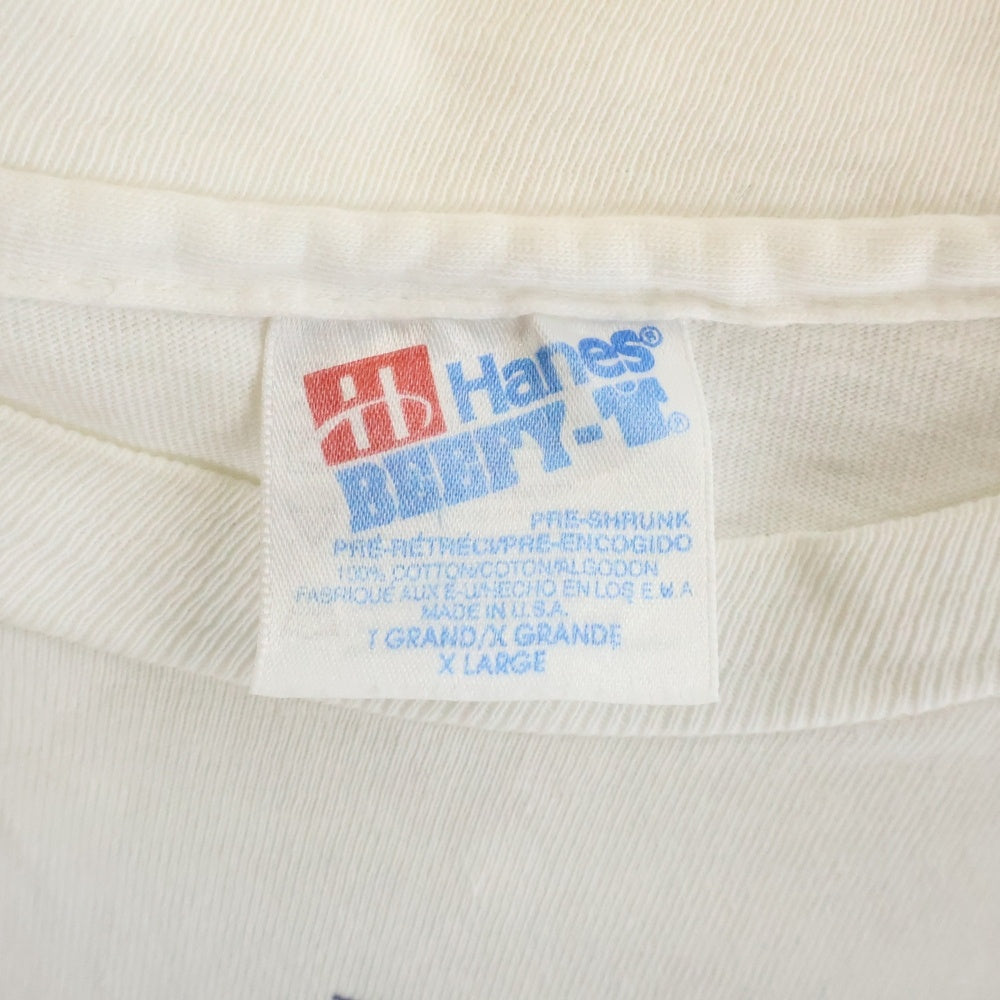 H Hanes®
BEEFY-T®
PRE-SHRUNK
PRÉ-RÉTRÉCI/PRE-ENCOGIDO
100% COTTON/COTON/ALGODON
FABRIQUÉ AUX É-U/HECHO EN LOS E.U.A
MADE IN U.S.A.
T GRAND/X GRANDE
X LARGE